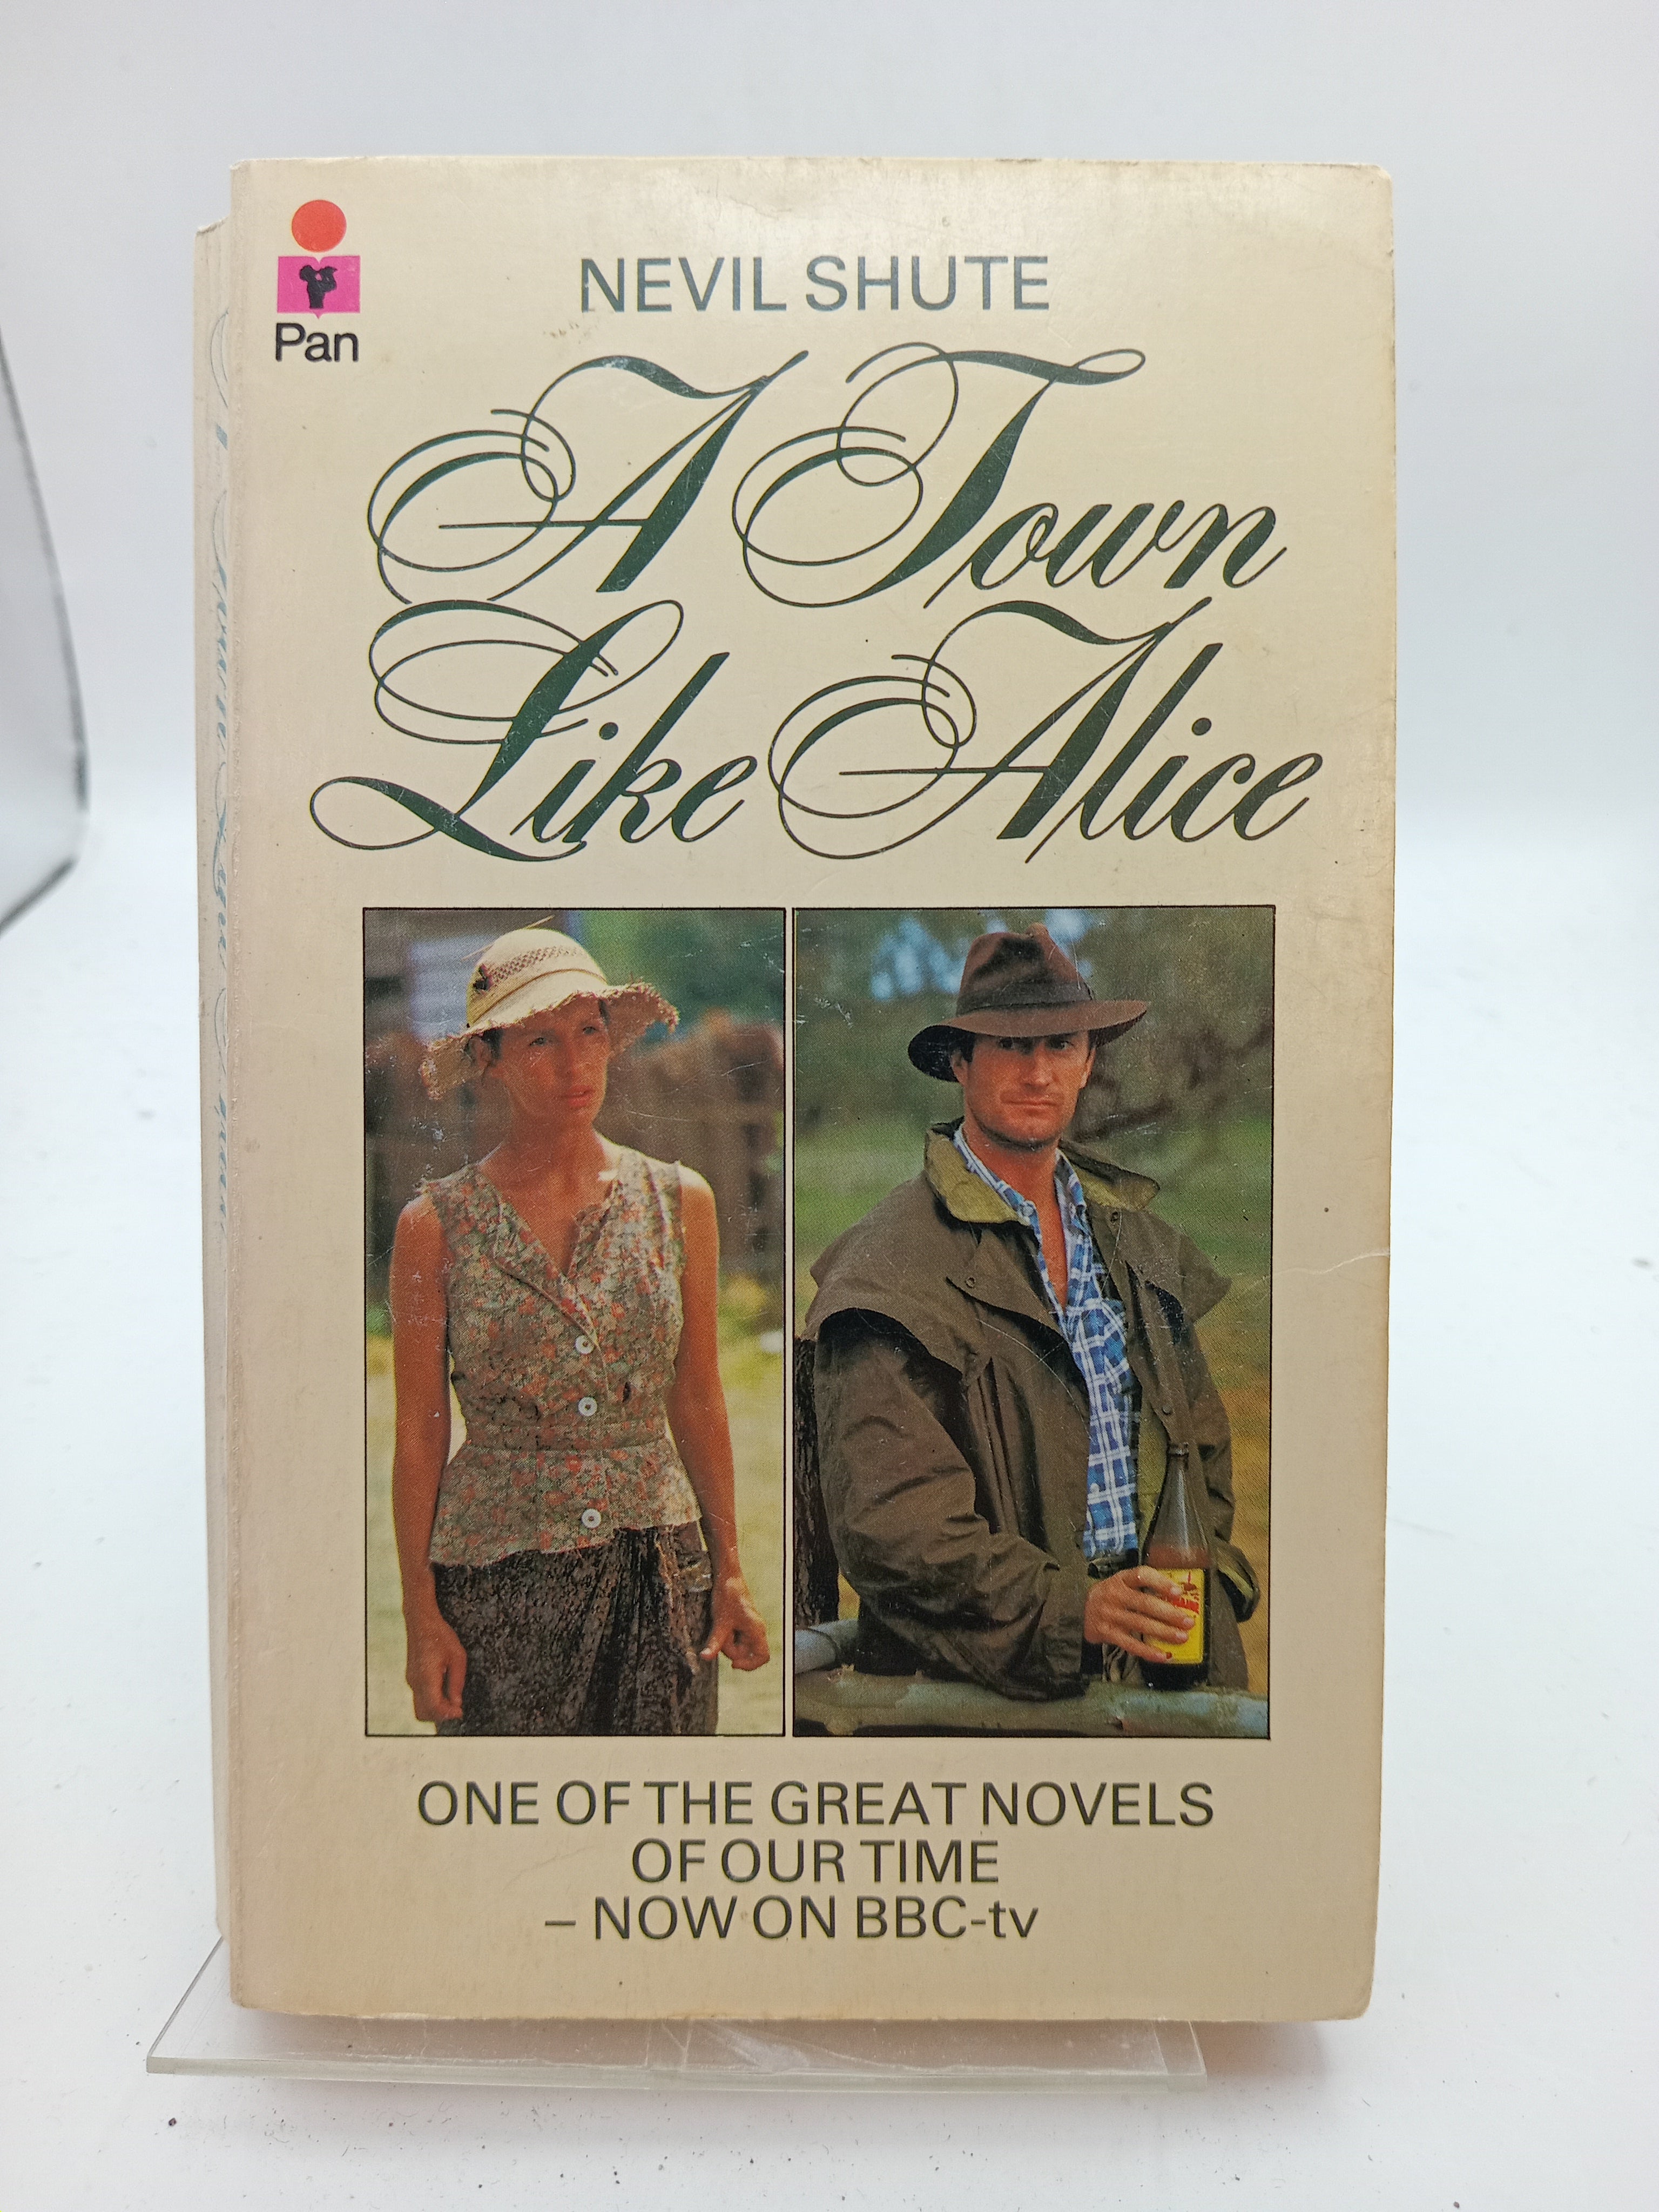 Pan
NEVIL SHUTE
A Town
Like Alice
ONE OF THE GREAT NOVELS
OF OUR TIME
– NOW ON BBC-tv